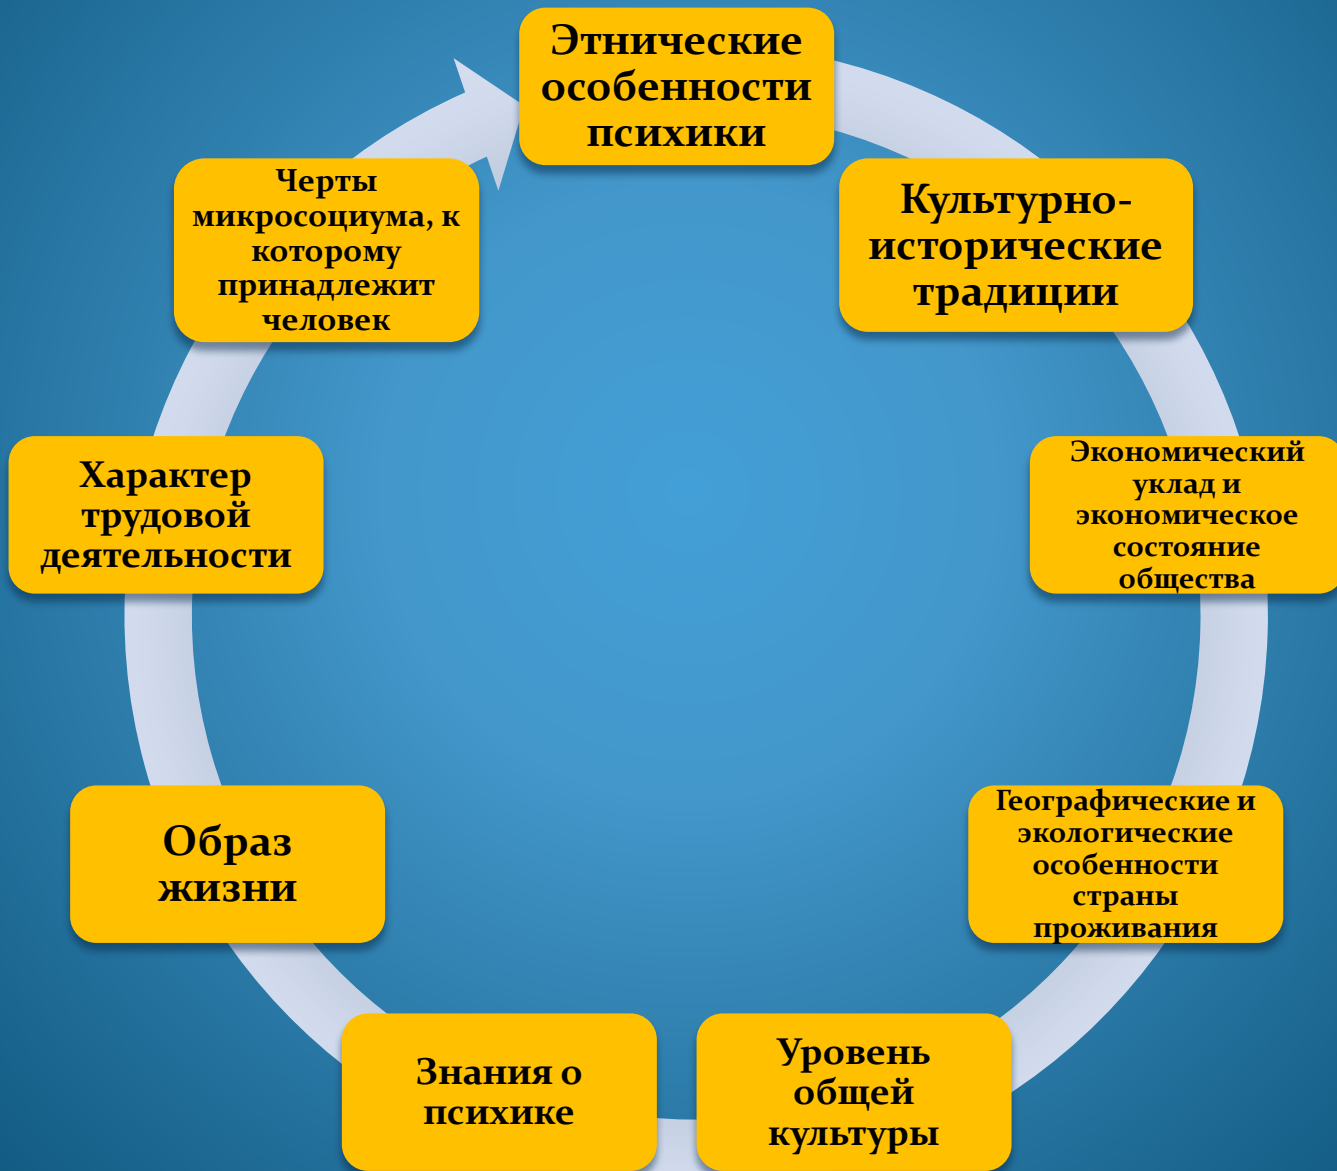 Этнические
особенности
психики
Культурно-
исторические
традиции
Экономический
уклад и
экономическое
состояние
общества
Географические и
экологические
особенности
страны
проживания
Уровень
общей
культуры
Знания о
психике
Образ
жизни
Характер
трудовой
деятельности
Черты
микросоциума, к
которому
принадлежит
человек